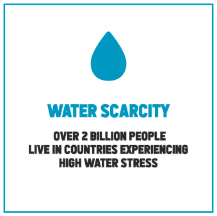 WATER SCARCITY
OVER 2 BILLION PEOPLE
LIVE IN COUNTRIES EXPERIENCING
HIGH WATER STRESS